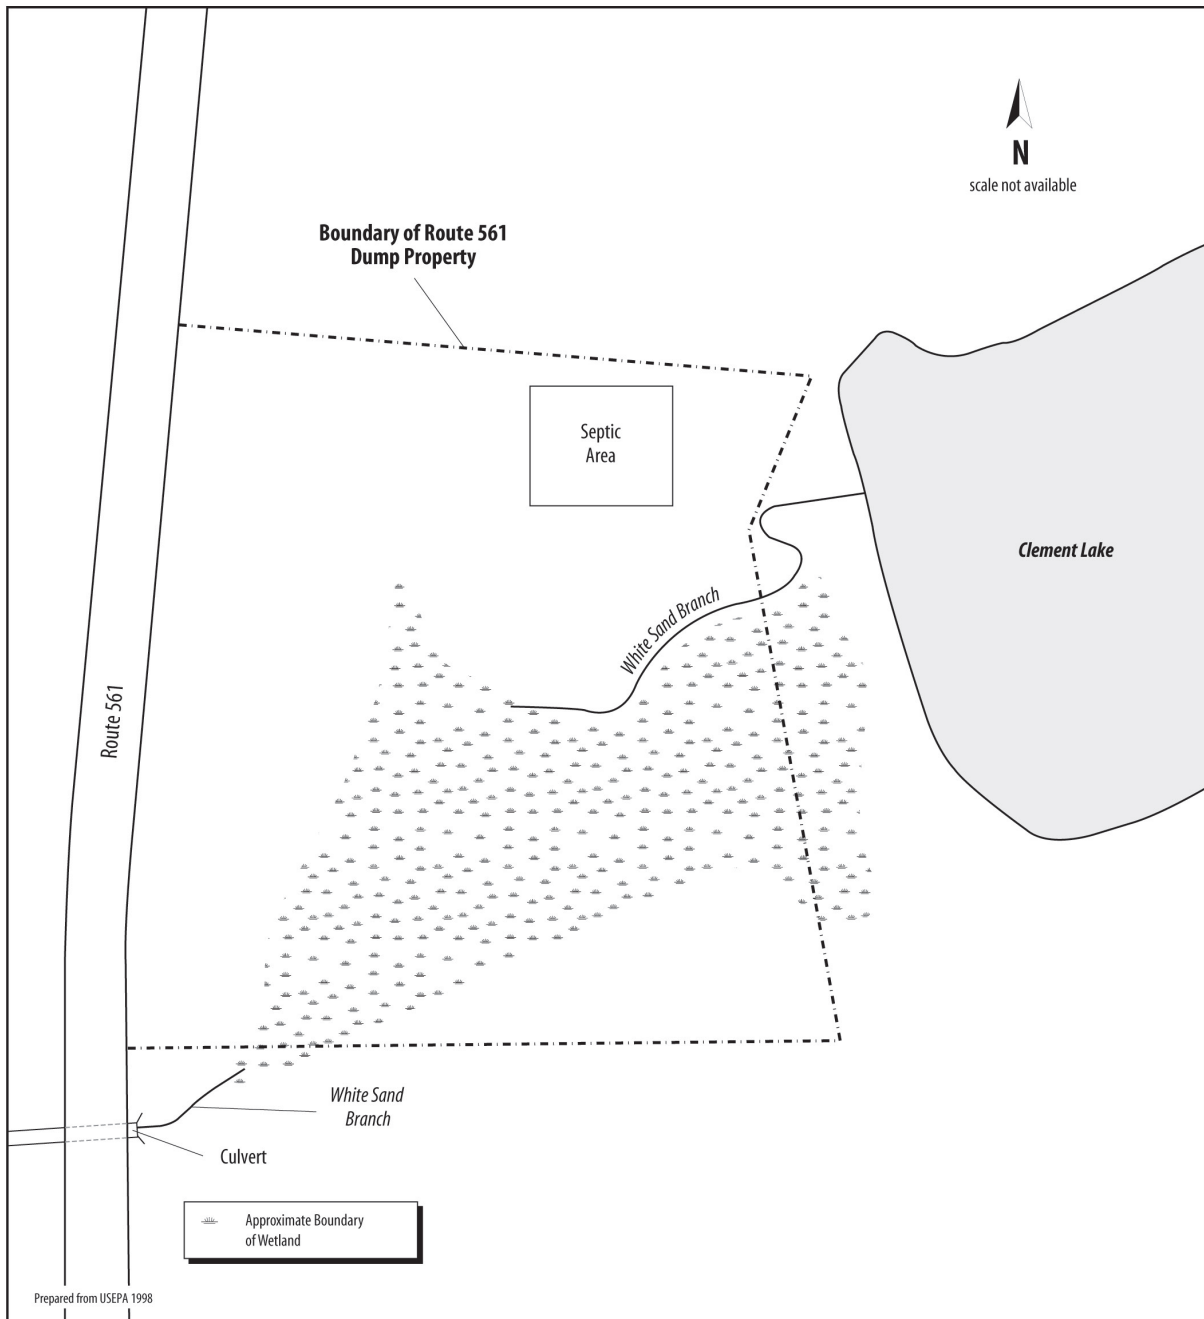 N
scale not available
Boundary of Route 561
Dump Property
Septic
Area
Clement Lake
White Sand Branch
Route 561
White Sand
Branch
Culvert
Approximate Boundary
of Wetland
Prepared from USEPA 1998